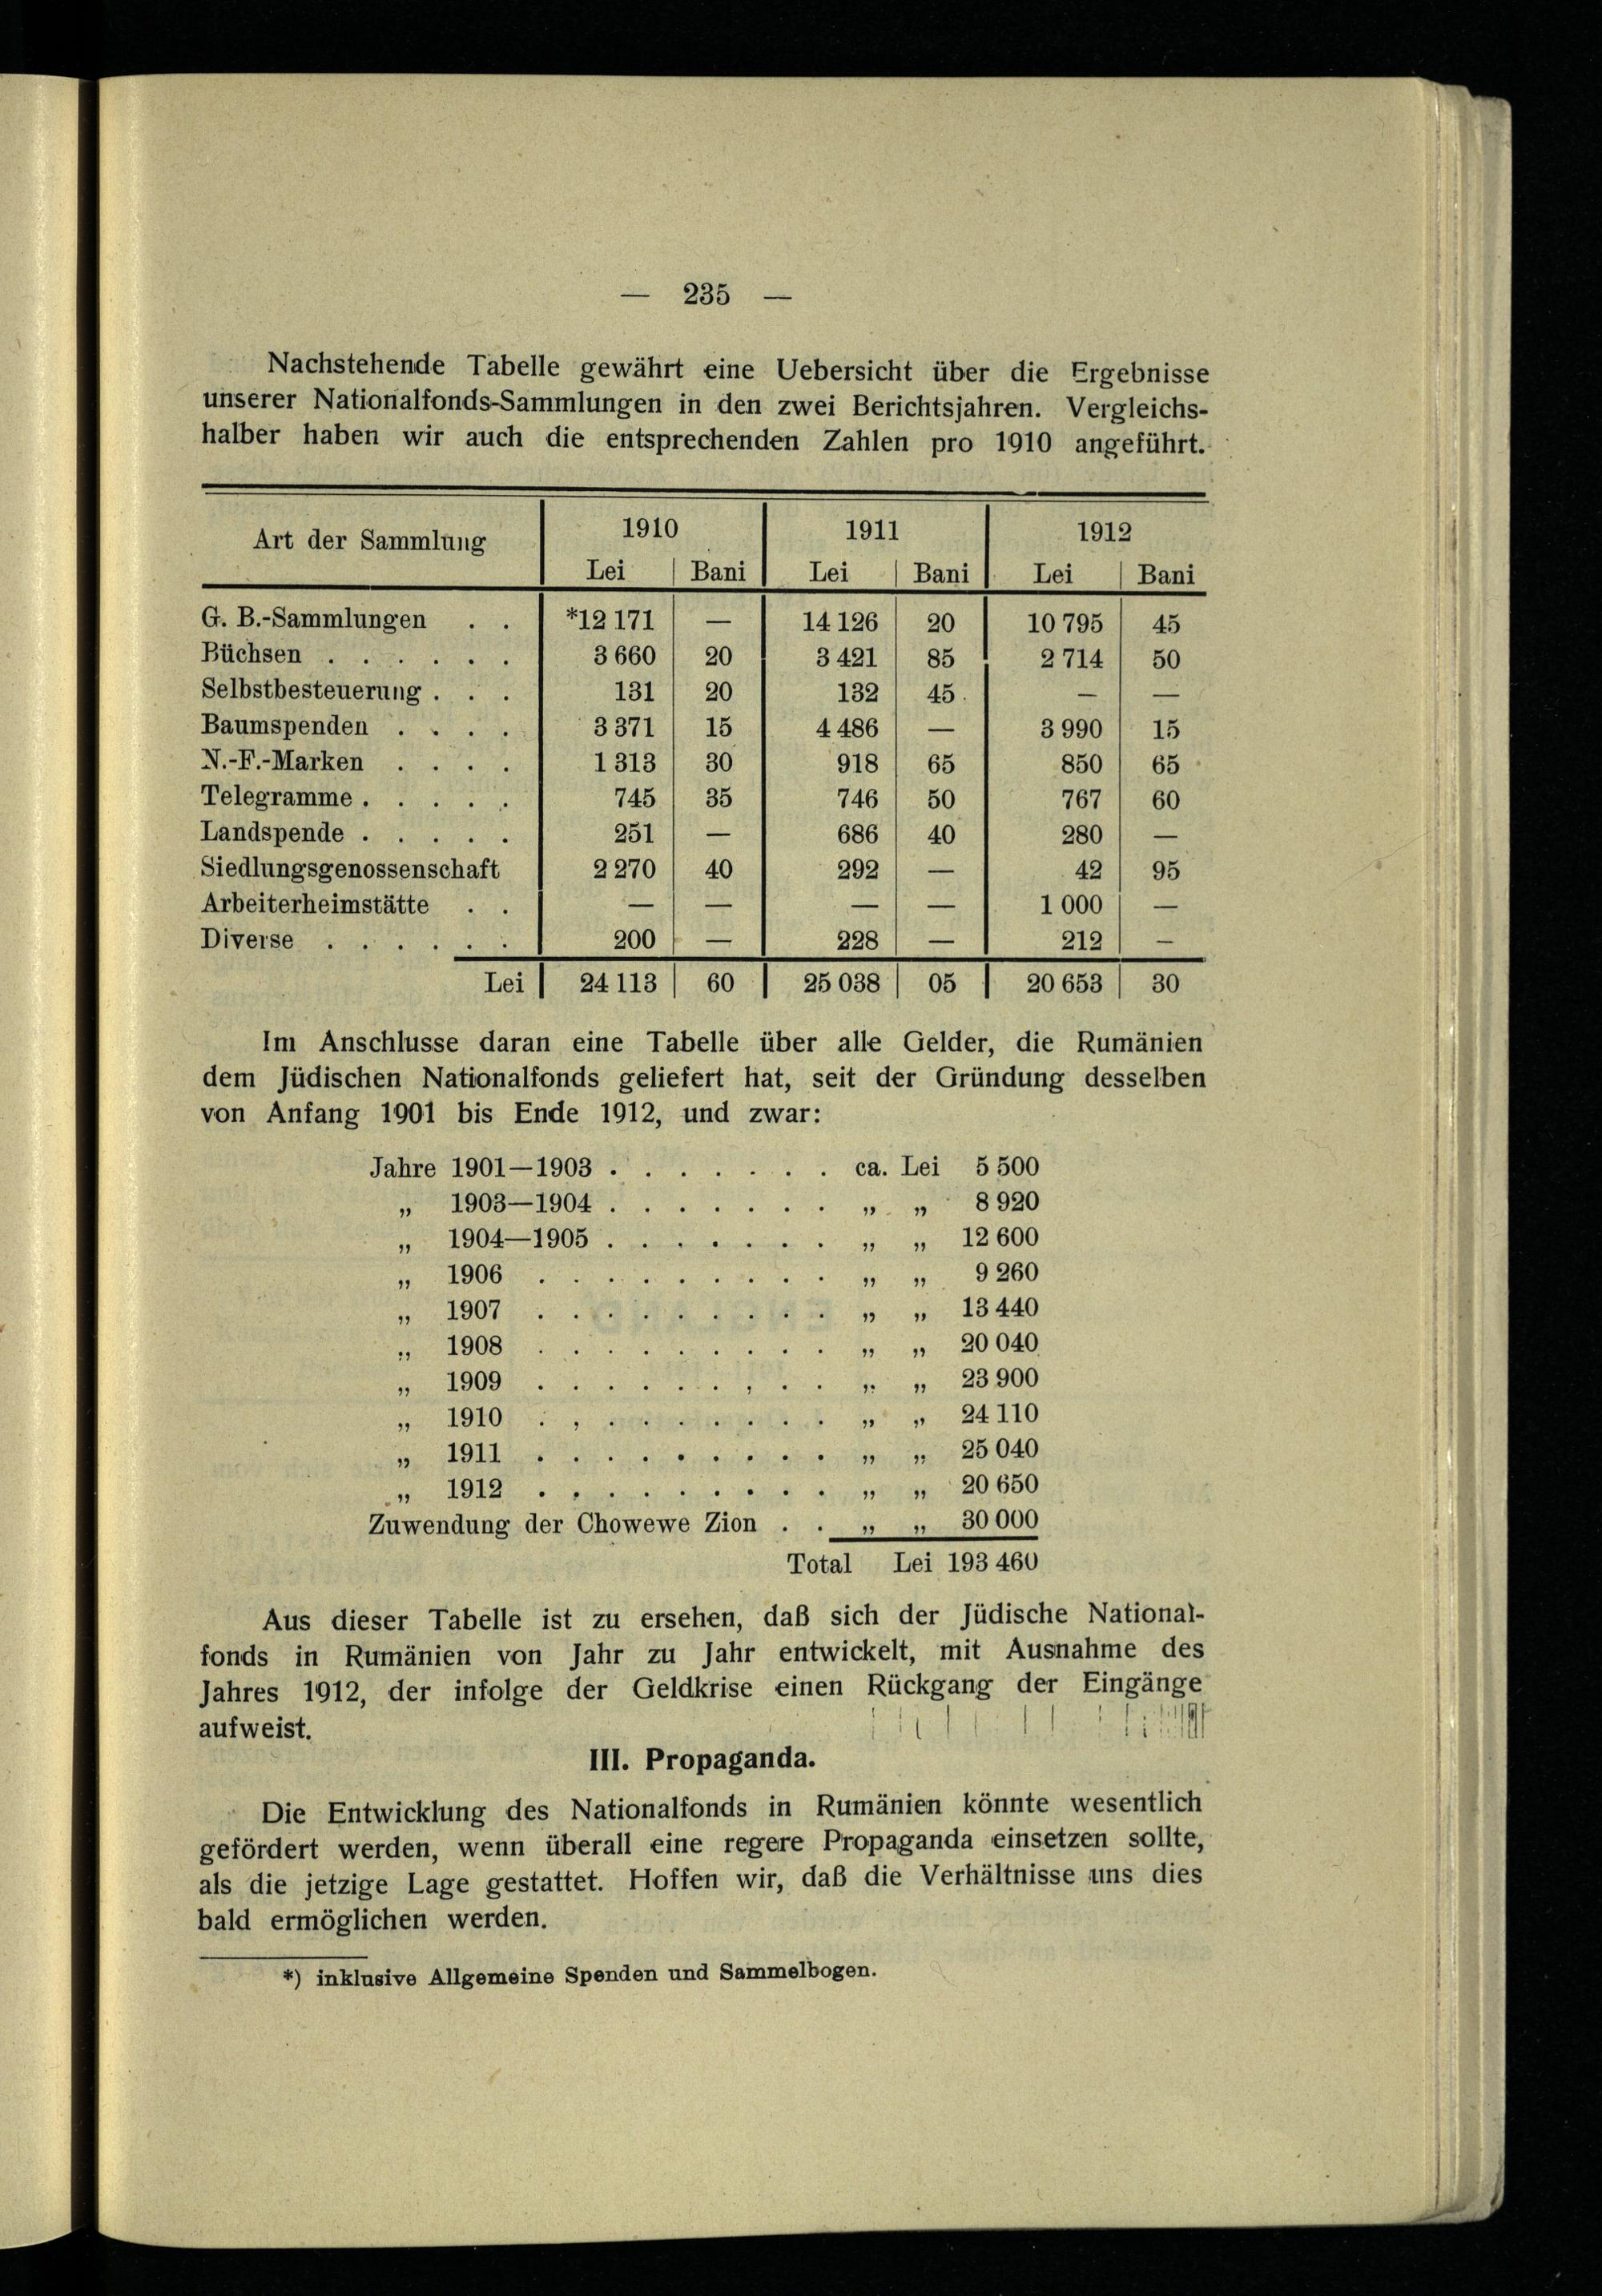 — 235 —
Nachstehende Tabelle gewährt eine Uebersicht über die Ergebnisse
unserer Nationalfonds-Sammlungen in den zwei Berichtsjahren. Vergleichs-
halber haben wir auch die entsprechenden Zahlen pro 1910 angeführt.
Art der Sammlung 1910 1911 1912
Lei Bani Lei Bani Lei Bani
G. B.-Sammlungen . . *12 171 — 14 126 20 10 795 45
Büchsen . . . . . . 3 660 20 3 421 85 2 714 50
Selbstbesteuerung . . . 131 20 132 45 — —
Baumspenden . . . . 3 371 15 4 486 — 3 990 15
N.-F.-Marken . . . . 1 313 30 918 65 850 65
Telegramme . . . . . 745 35 746 50 767 60
Landspende . . . . . 251 — 686 40 280 —
Siedlungsgenossenschaft 2 270 40 292 — 42 95
Arbeiterheimstätte . . — — — — 1 000 —
Diverse . . . . . . 200 — 228 — 212 —
Lei 24 113 60 25 038 05 20 653 30
Im Anschlusse daran eine Tabelle über alle Gelder, die Rumänien
dem Jüdischen Nationalfonds geliefert hat, seit der Gründung desselben
von Anfang 1901 bis Ende 1912, und zwar:
Jahre 1901—1903 . . . . . . . ca. Lei 5 500
„ 1903—1904 . . . . . . . „ „ 8 920
„ 1904—1905 . . . . . . . „ „ 12 600
„ 1906 . . . . . . . . . „ „ 9 260
„ 1907 . . . . . . . . . „ „ 13 440
„ 1908 . . . . . . . . . „ „ 20 040
„ 1909 . . . . . . . . . „ „ 23 900
„ 1910 . . . . . . . . . „ „ 24 110
„ 1911 . . . . . . . . . „ „ 25 040
„ 1912 . . . . . . . . . „ „ 20 650
Zuwendung der Chowewe Zion . . „ „ 30 000
Total Lei 193 460
Aus dieser Tabelle ist zu ersehen, daß sich der Jüdische National-
fonds in Rumänien von Jahr zu Jahr entwickelt, mit Ausnahme des
Jahres 1912, der infolge der Geldkrise einen Rückgang der Eingänge
aufweist.
III. Propaganda.
Die Entwicklung des Nationalfonds in Rumänien könnte wesentlich
gefördert werden, wenn überall eine regere Propaganda einsetzen sollte,
als die jetzige Lage gestattet. Hoffen wir, daß die Verhältnisse uns dies
bald ermöglichen werden.
*) inklusive Allgemeine Spenden und Sammelbogen.